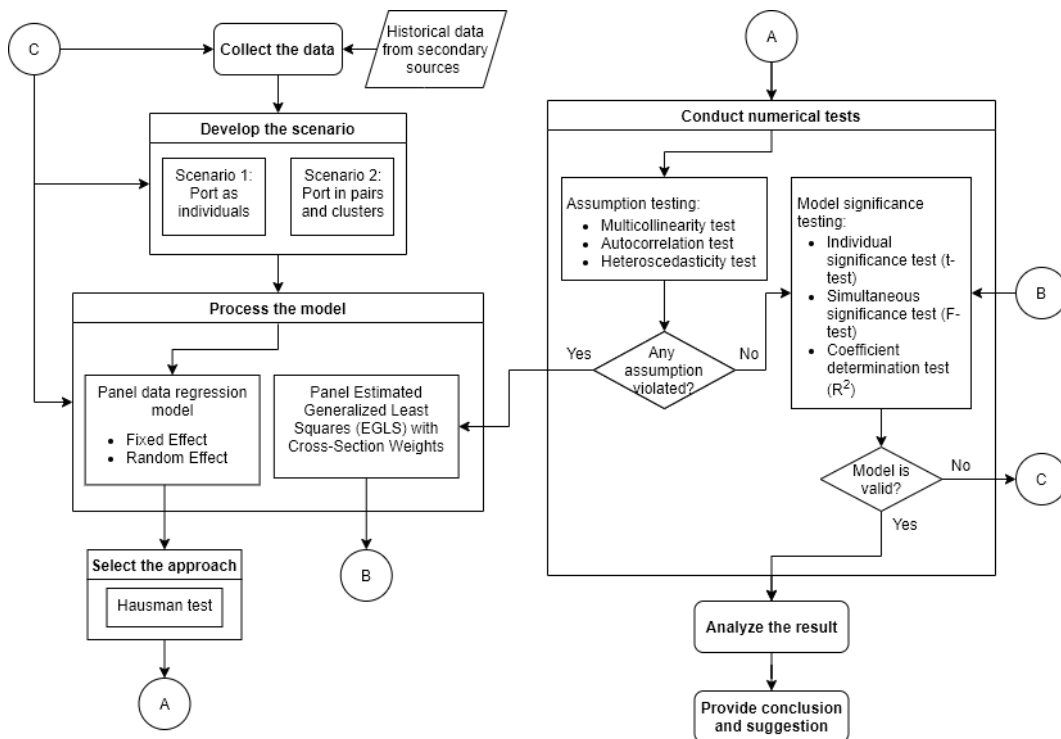 C
Collect the data
Historical data
from secondary
sources
Develop the scenario
Scenario 1:
Port as
individuals
Scenario 2:
Port in pairs
and clusters
Process the model
Panel data regression
model
• Fixed Effect
• Random Effect
Panel Estimated
Generalized Least
Squares (EGLS) with
Cross-Section Weights
Select the approach
Hausman test
A
B
A
Conduct numerical tests
Assumption testing:
• Multicollinearity test
• Autocorrelation test
• Heteroscedasticity test
Any
assumption
violated?
Yes
No
Model significance
testing:
• Individual
significance test (t-
test)
• Simultaneous
significance test (F-
test)
• Coefficient
determination test
(R²)
B
Model is
valid?
No
C
Yes
Analyze the result
Provide conclusion
and suggestion